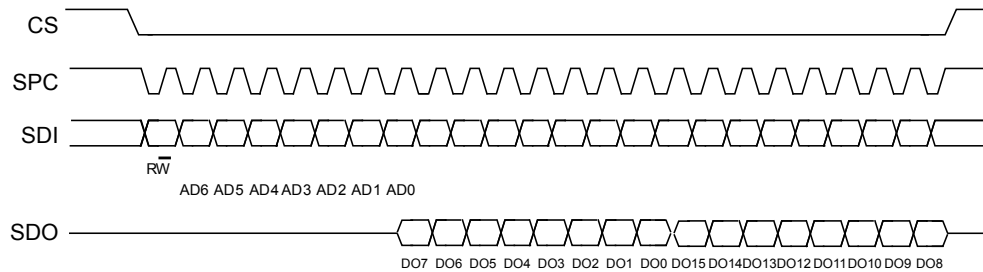 CS
SPC
SDI
RW
AD6 AD5 AD4 AD3 AD2 AD1 AD0
SDO
DO7 DO6 DO5 DO4 DO3 DO2 DO1 DO0 DO15 DO14 DO13 DO12 DO11 DO10 DO9 DO8